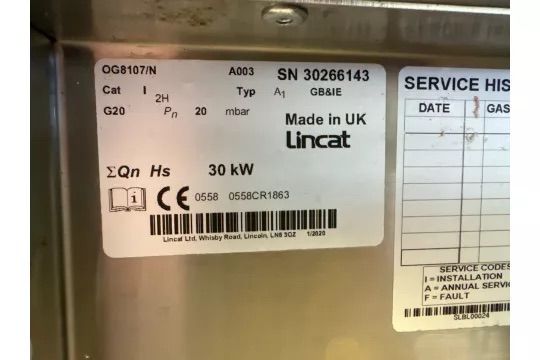 OG8107/N A003 SN 30266143
Cat I 2H Typ A1 GB&IE
G20 Pn 20 mbar
Made in UK
Lincat
ΣQn Hs 30 kW
i CE 0558 0558CR1863
Lincat Ltd, Whisby Road, Lincoln, LN6 3QZ 1/2020
SERVICE HIS
DATE GAS
SERVICE CODES
I = INSTALLATION
A = ANNUAL SERVIC
F = FAULT
SLBL00024